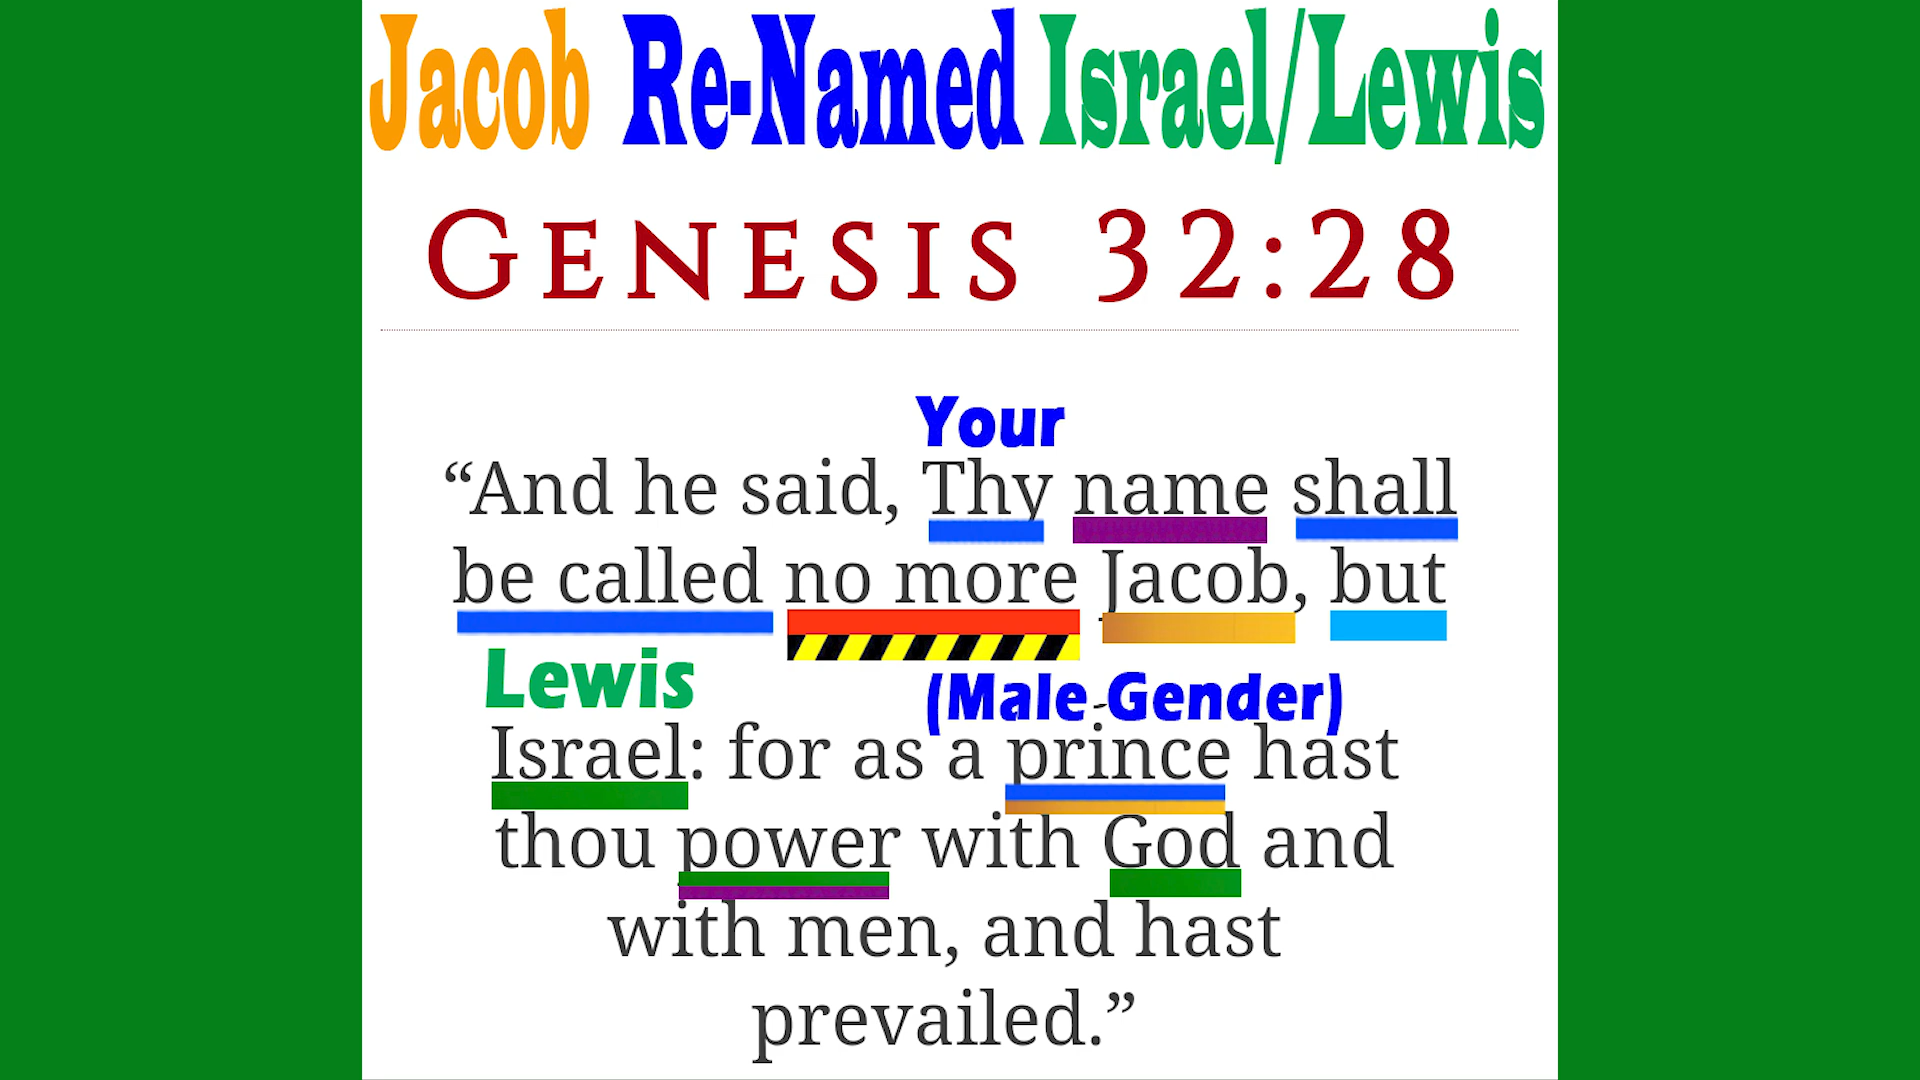 Jacob Re-Named Israel/Lewis
GENESIS 32:28
Your
“And he said, Thy name shall
be called no more Jacob, but
Lewis (Male Gender)
Israel: for as a prince hast
thou power with God and
with men, and hast
prevailed.”